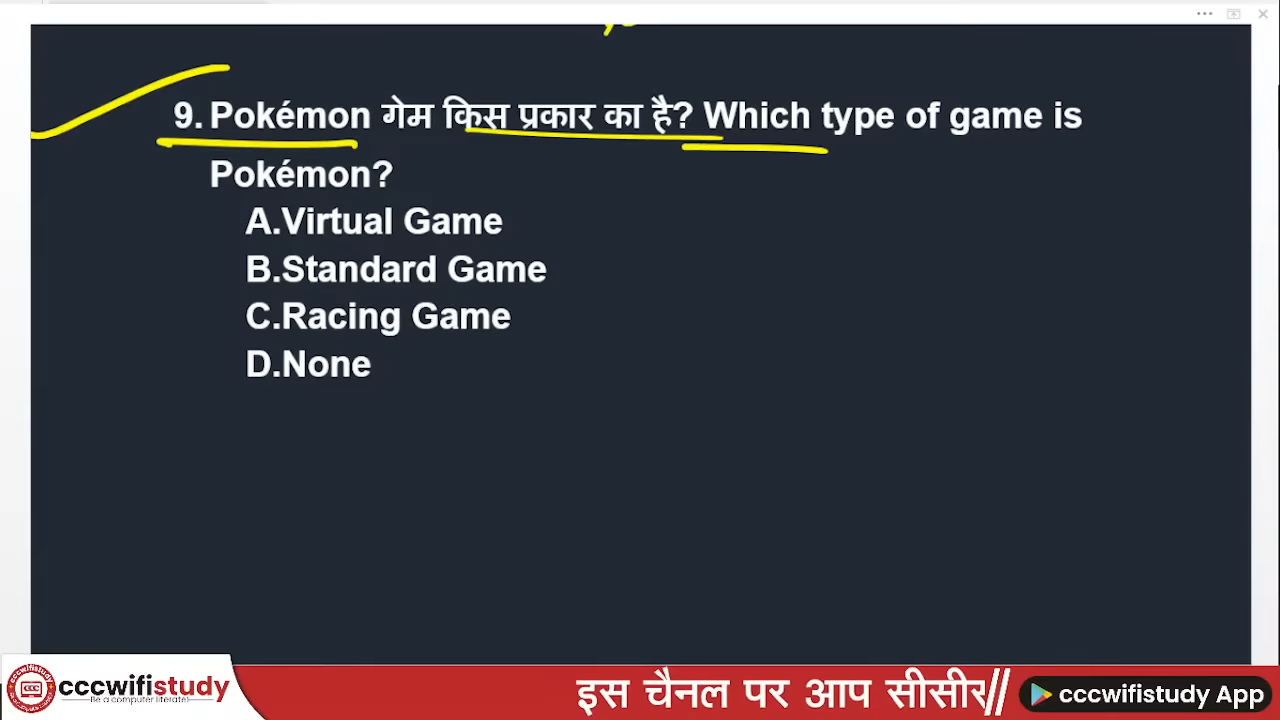 9. Pokémon गेम किस प्रकार का है? Which type of game is
Pokémon?
A.Virtual Game
B.Standard Game
C.Racing Game
D.None
cccwifistudy
Be a computer literate!
इस चैनल पर आप सीसीर//
cccwifistudy App